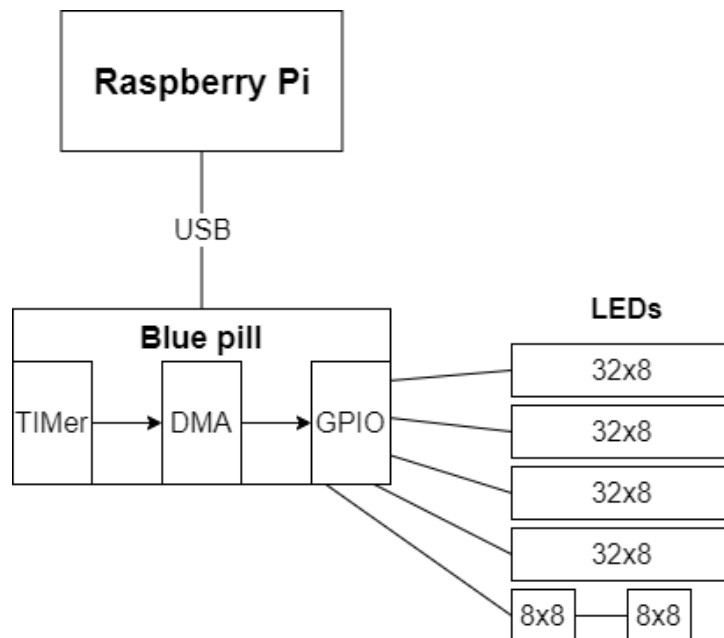 Raspberry Pi
USB
Blue pill
TIMer
DMA
GPIO
LEDs
32x8
32x8
32x8
32x8
8x8
8x8